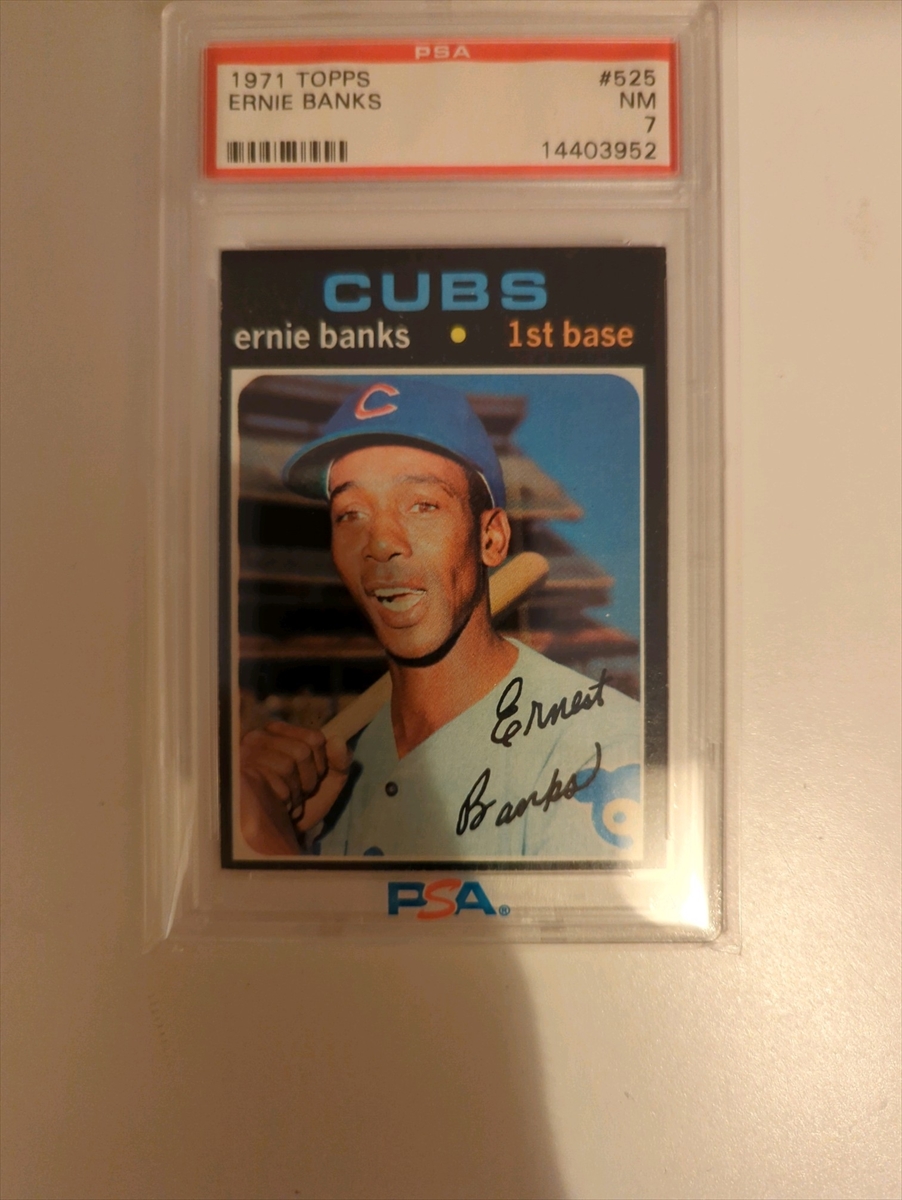 PSA
1971 TOPPS #525
ERNIE BANKS NM
7
14403952
CUBS
ernie banks 1st base
C
Ernest
Banks
PSA®